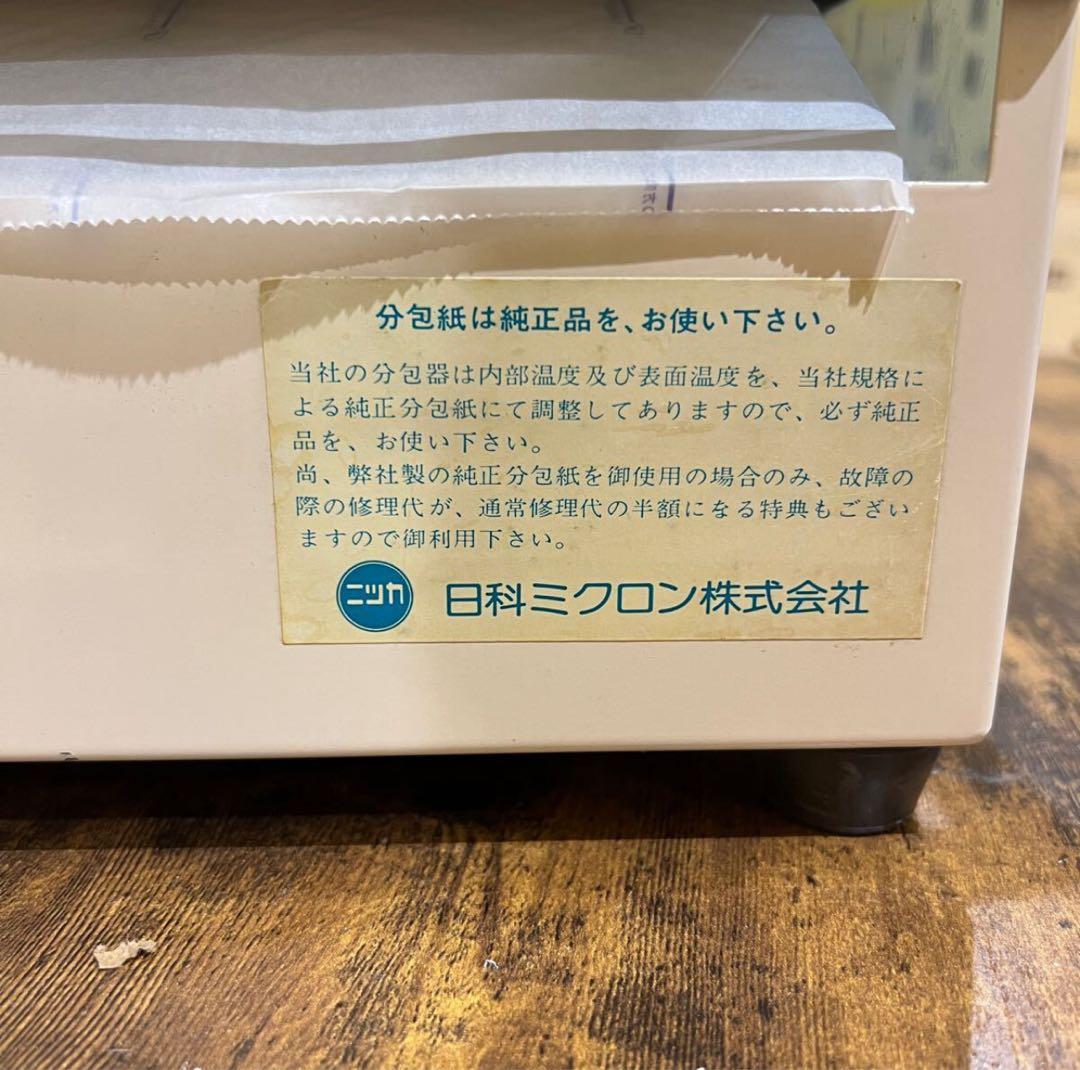 分包紙は純正品を、お使い下さい。
当社の分包器は内部温度及び表面温度を、当社規格に
よる純正分包紙にて調整してありますので、必ず純正
品を、お使い下さい。
尚、弊社製の純正分包紙を御使用の場合のみ、故障の
際の修理代が、通常修理代の半額になる特典もござい
ますので御利用下さい。
ニッカ 日科ミクロン株式会社